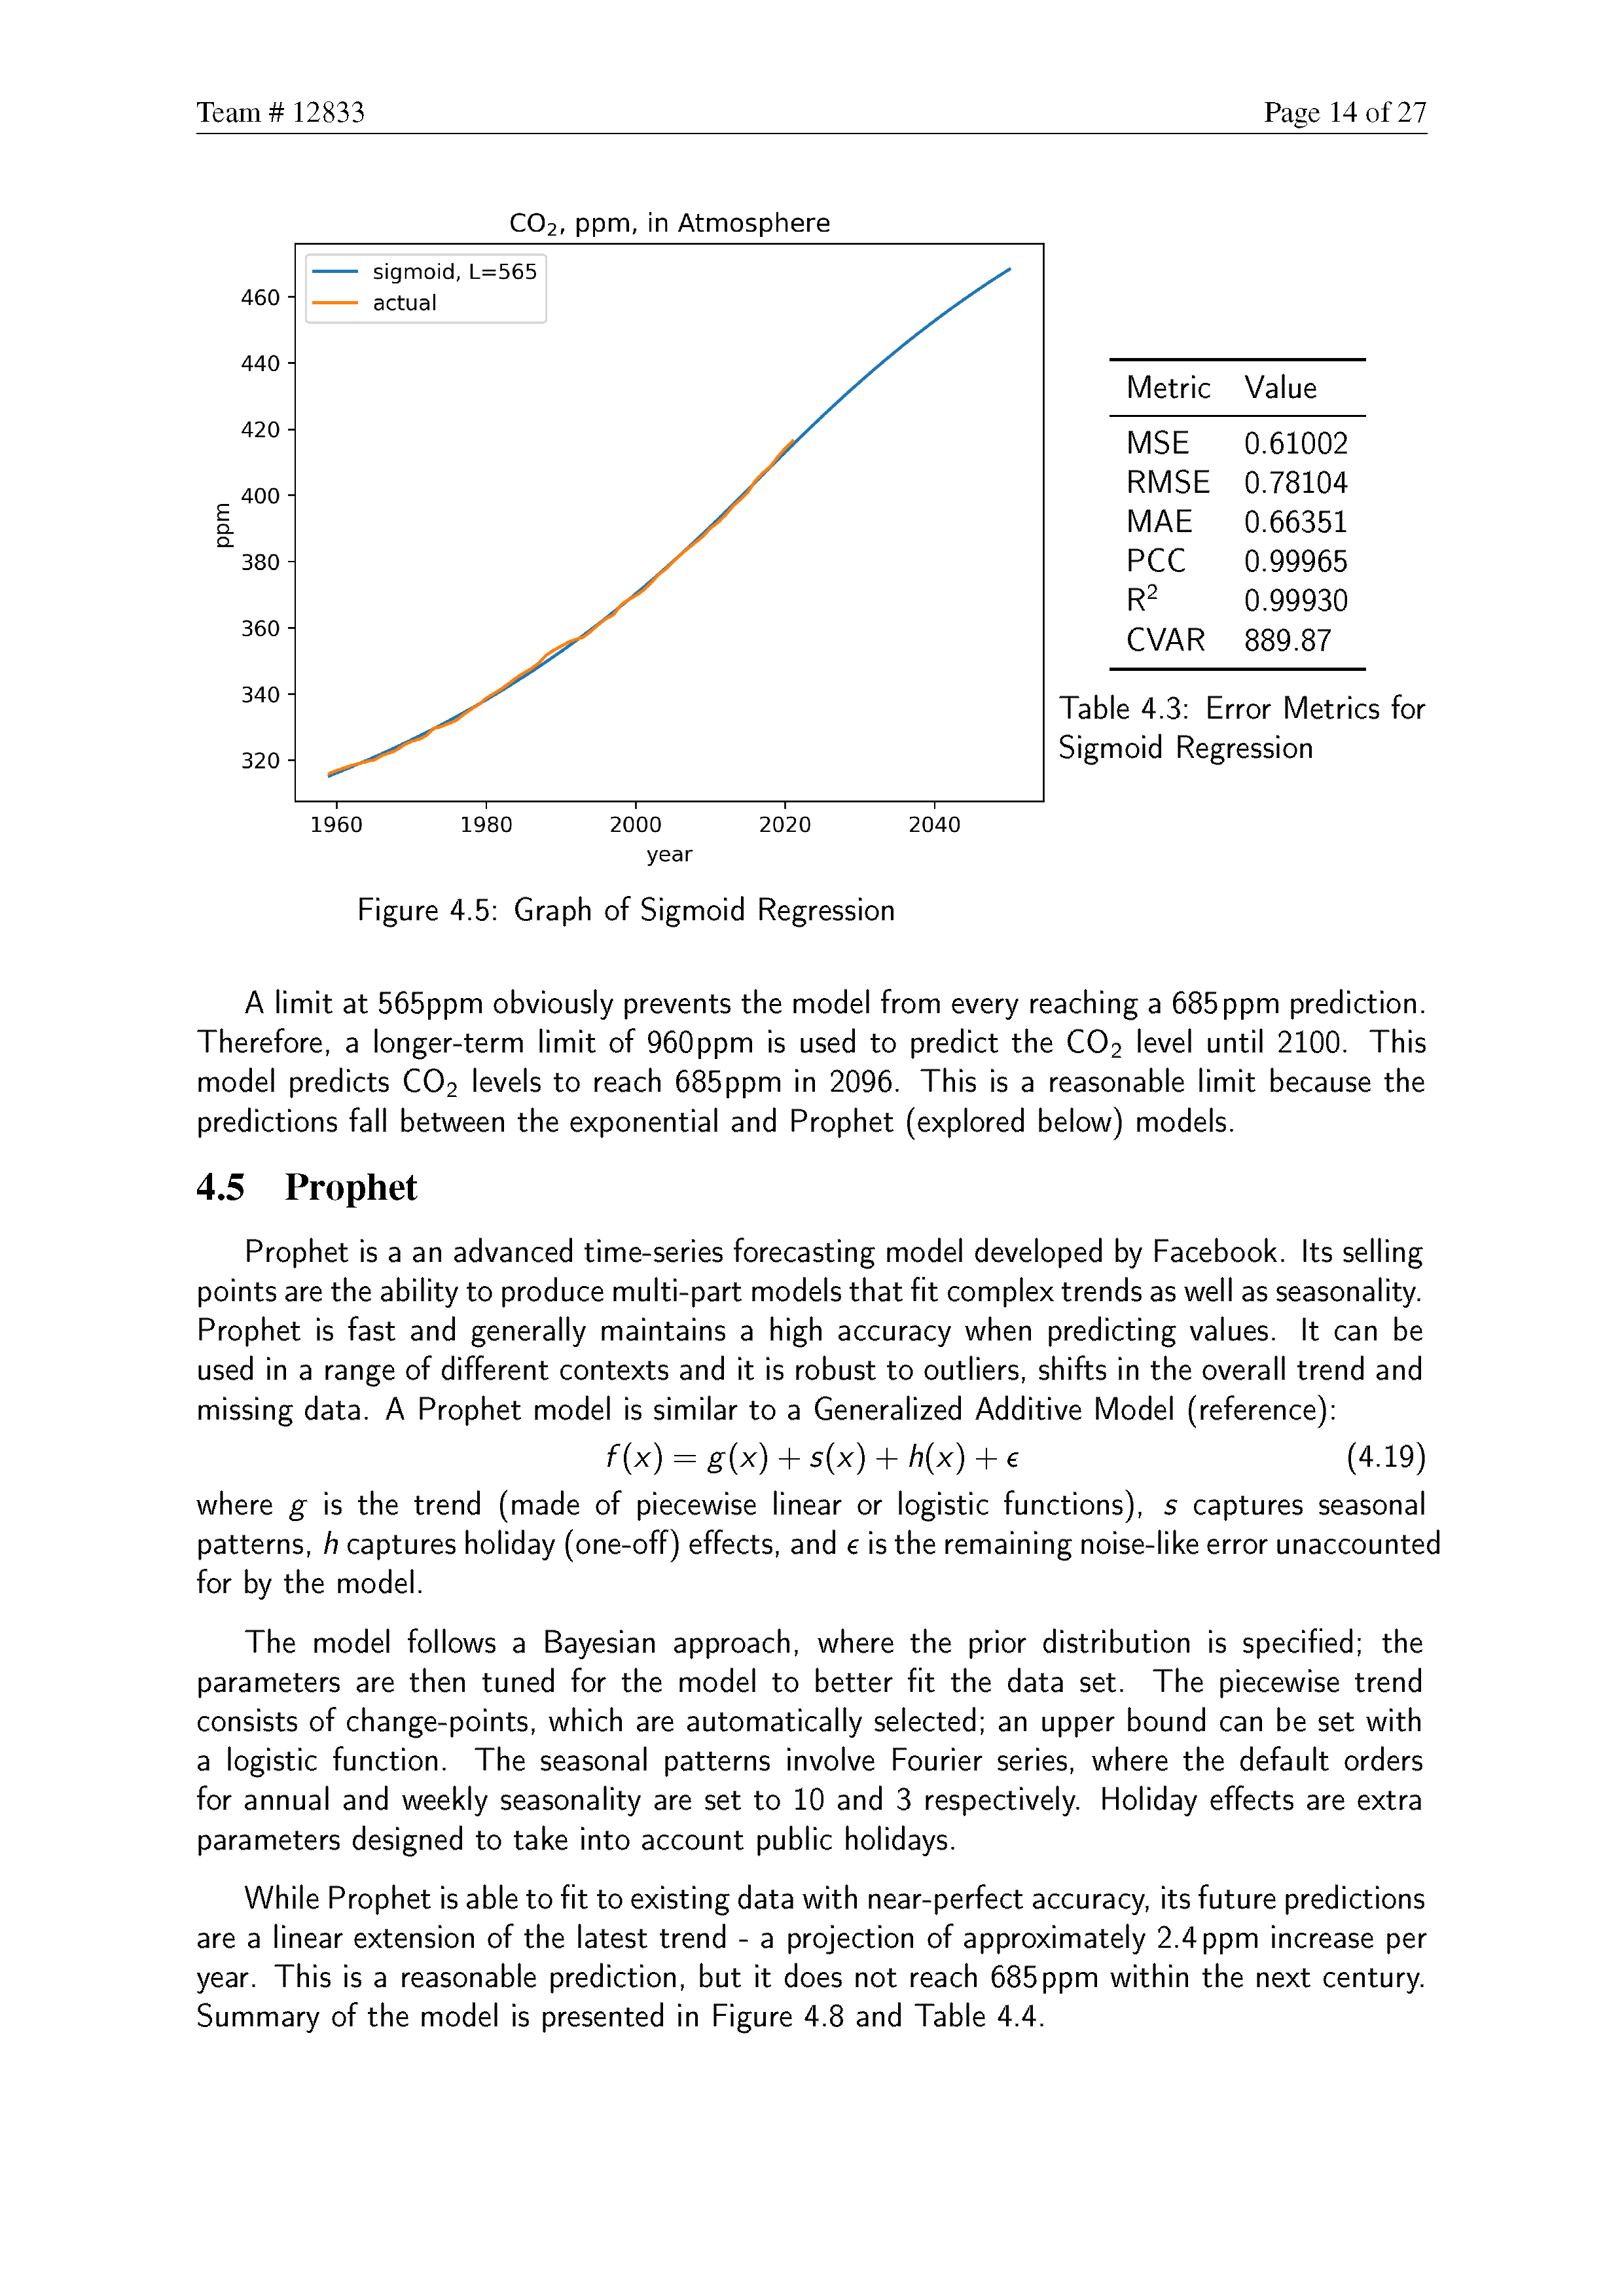 Team # 12833
Page 14 of 27
CO₂, ppm, in Atmosphere
sigmoid, L=565
actual
460
440
420
400
380
360
340
320
ppm
1960
1980
2000
2020
2040
year
Figure 4.5: Graph of Sigmoid Regression
Metric Value
MSE 0.61002
RMSE 0.78104
MAE 0.66351
PCC 0.99965
R² 0.99930
CVAR 889.87
Table 4.3: Error Metrics for
Sigmoid Regression
A limit at 565ppm obviously prevents the model from every reaching a 685ppm prediction.
Therefore, a longer-term limit of 960ppm is used to predict the CO₂ level until 2100. This
model predicts CO₂ levels to reach 685ppm in 2096. This is a reasonable limit because the
predictions fall between the exponential and Prophet (explored below) models.
4.5 Prophet
Prophet is a an advanced time-series forecasting model developed by Facebook. Its selling
points are the ability to produce multi-part models that fit complex trends as well as seasonality.
Prophet is fast and generally maintains a high accuracy when predicting values. It can be
used in a range of different contexts and it is robust to outliers, shifts in the overall trend and
missing data. A Prophet model is similar to a Generalized Additive Model (reference):
f(x) = g(x) + s(x) + h(x) + ϵ (4.19)
where g is the trend (made of piecewise linear or logistic functions), s captures seasonal
patterns, h captures holiday (one-off) effects, and ϵ is the remaining noise-like error unaccounted
for by the model.
The model follows a Bayesian approach, where the prior distribution is specified; the
parameters are then tuned for the model to better fit the data set. The piecewise trend
consists of change-points, which are automatically selected; an upper bound can be set with
a logistic function. The seasonal patterns involve Fourier series, where the default orders
for annual and weekly seasonality are set to 10 and 3 respectively. Holiday effects are extra
parameters designed to take into account public holidays.
While Prophet is able to fit to existing data with near-perfect accuracy, its future predictions
are a linear extension of the latest trend - a projection of approximately 2.4ppm increase per
year. This is a reasonable prediction, but it does not reach 685ppm within the next century.
Summary of the model is presented in Figure 4.8 and Table 4.4.